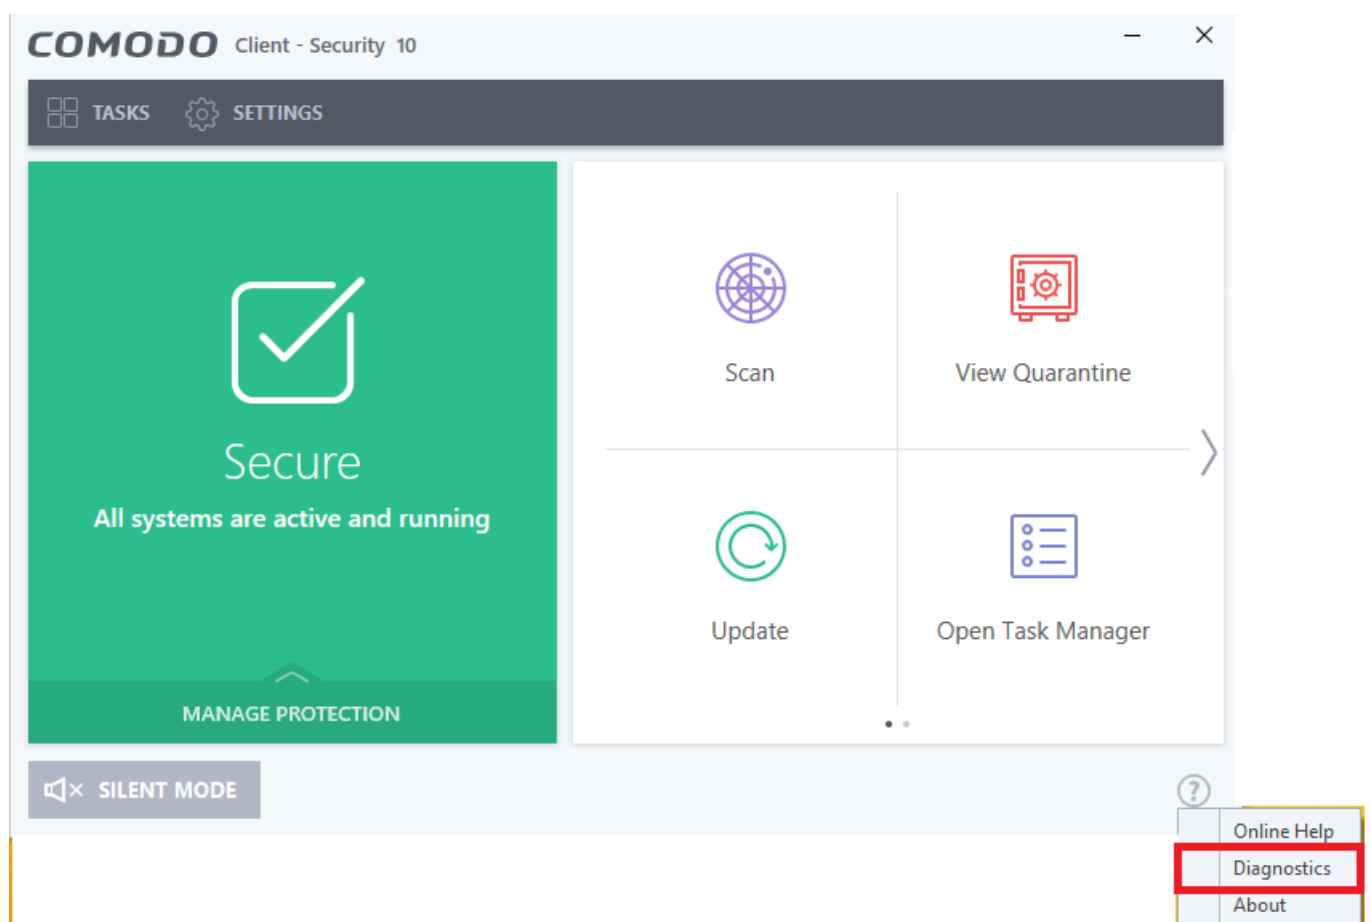 COMODO Client - Security 10
TASKS SETTINGS
Secure
All systems are active and running
MANAGE PROTECTION
Scan
View Quarantine
Update
Open Task Manager
SILENT MODE
?
Online Help
Diagnostics
About